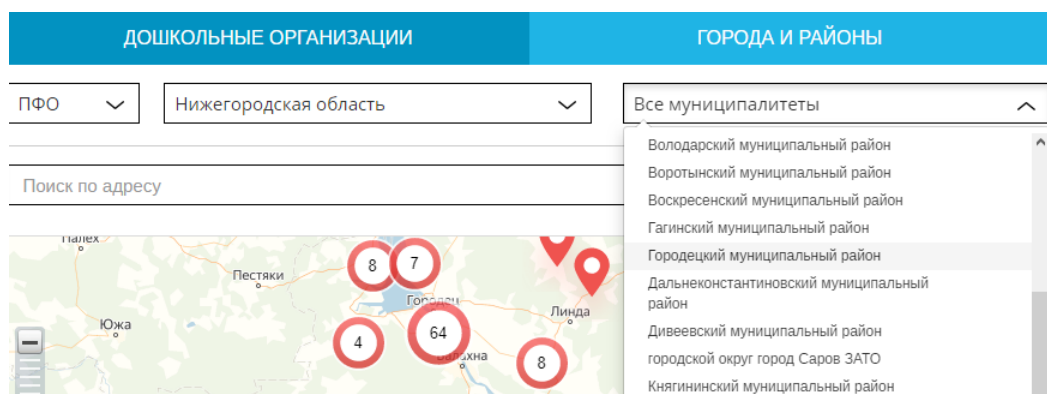 ДОШКОЛЬНЫЕ ОРГАНИЗАЦИИ
ГОРОДА И РАЙОНЫ
ПФО
Нижегородская область
Все муниципалитеты
Володарский муниципальный район
Воротынский муниципальный район
Воскресенский муниципальный район
Гагинский муниципальный район
Городецкий муниципальный район
Дальнеконстантиновский муниципальный
район
Дивеевский муниципальный район
городской округ город Саров ЗАТО
Княгининский муниципальный район
Поиск по адресу
Палех
8
7
Пестяки
Городец
Линда
Южа
4
64
Балахна
8